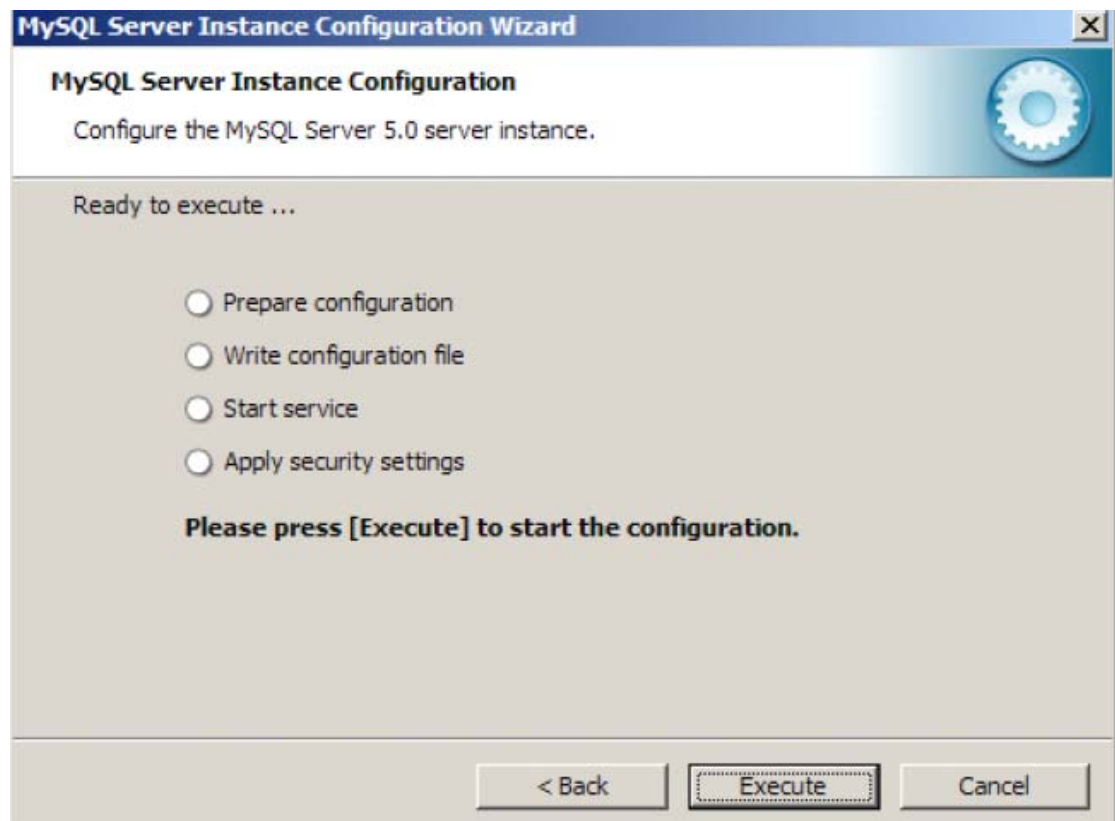 MySQL Server Instance Configuration Wizard
MySQL Server Instance Configuration
Configure the MySQL Server 5.0 server instance.
Ready to execute ...
Prepare configuration
Write configuration file
Start service
Apply security settings
Please press [Execute] to start the configuration.
< Back
Execute
Cancel